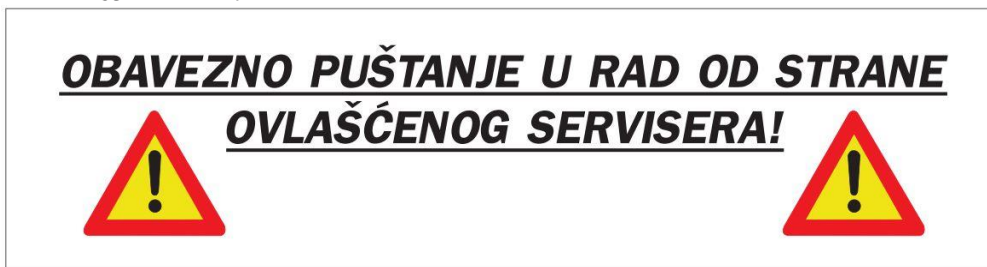 OBAVEZNO PUŠTANJE U RAD OD STRANE
OVLAŠĆENOG SERVISERA!